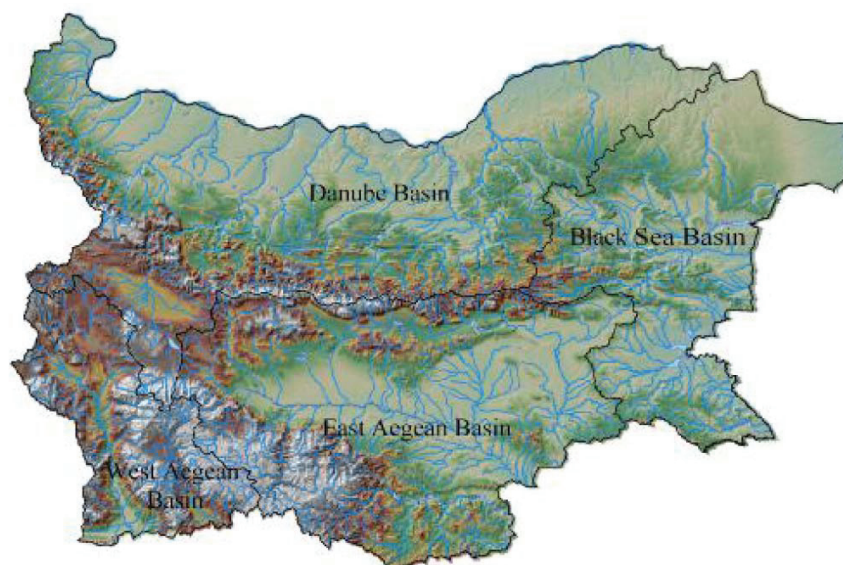 Danube Basin
Black Sea Basin
East Aegean Basin
West Aegean
Basin